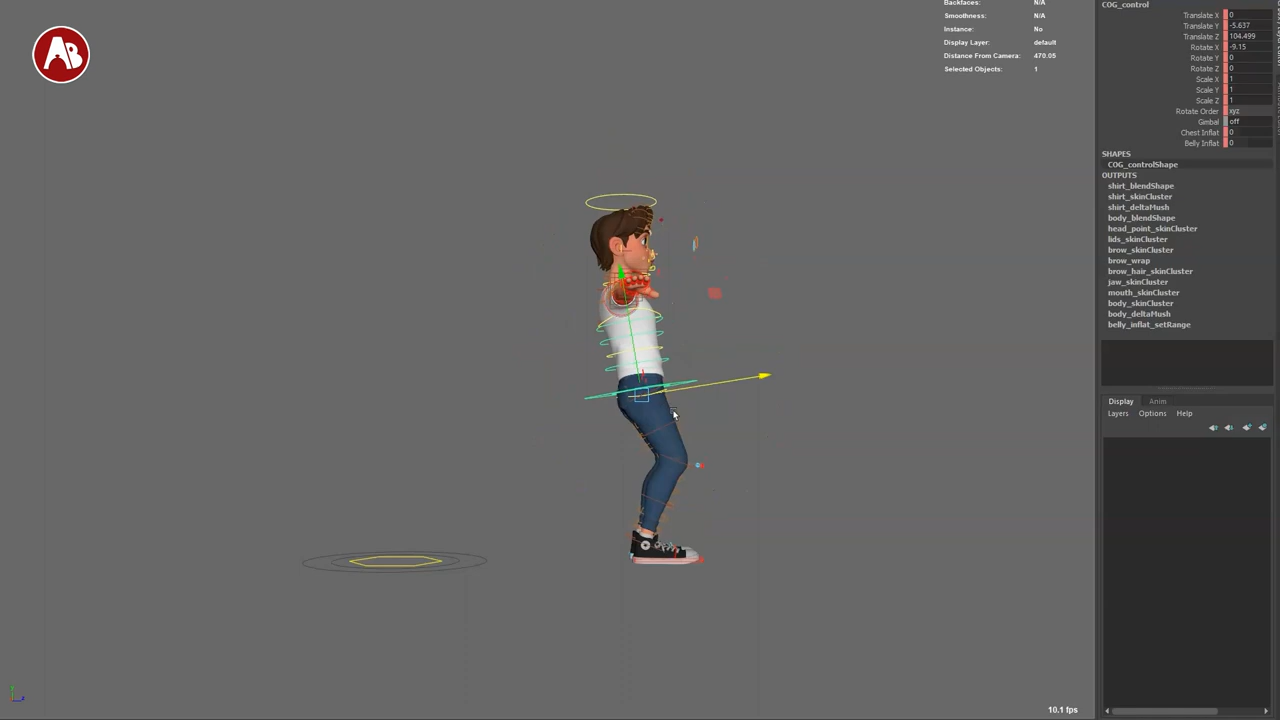 AB
Backfaces: N/A
Smoothness: N/A
Instance: No
Display Layer: default
Distance From Camera: 470.05
Selected Objects: 1
10.1 fps
COG_control
Translate X 0
Translate Y -5.637
Translate Z 104.499
Rotate X -9.15
Rotate Y 0
Rotate Z 0
Scale X 1
Scale Y 1
Scale Z 1
Rotate Order xyz
Gimbal off
Chest Inflat 0
Belly Inflat 0
SHAPES
COG_controlShape
OUTPUTS
shirt_blendShape
shirt_skinCluster
shirt_deltaMush
body_blendShape
head_point_skinCluster
lids_skinCluster
brow_skinCluster
brow_wrap
brow_hair_skinCluster
jaw_skinCluster
mouth_skinCluster
body_skinCluster
body_deltaMush
belly_inflat_setRange
Display Anim
Layers Options Help